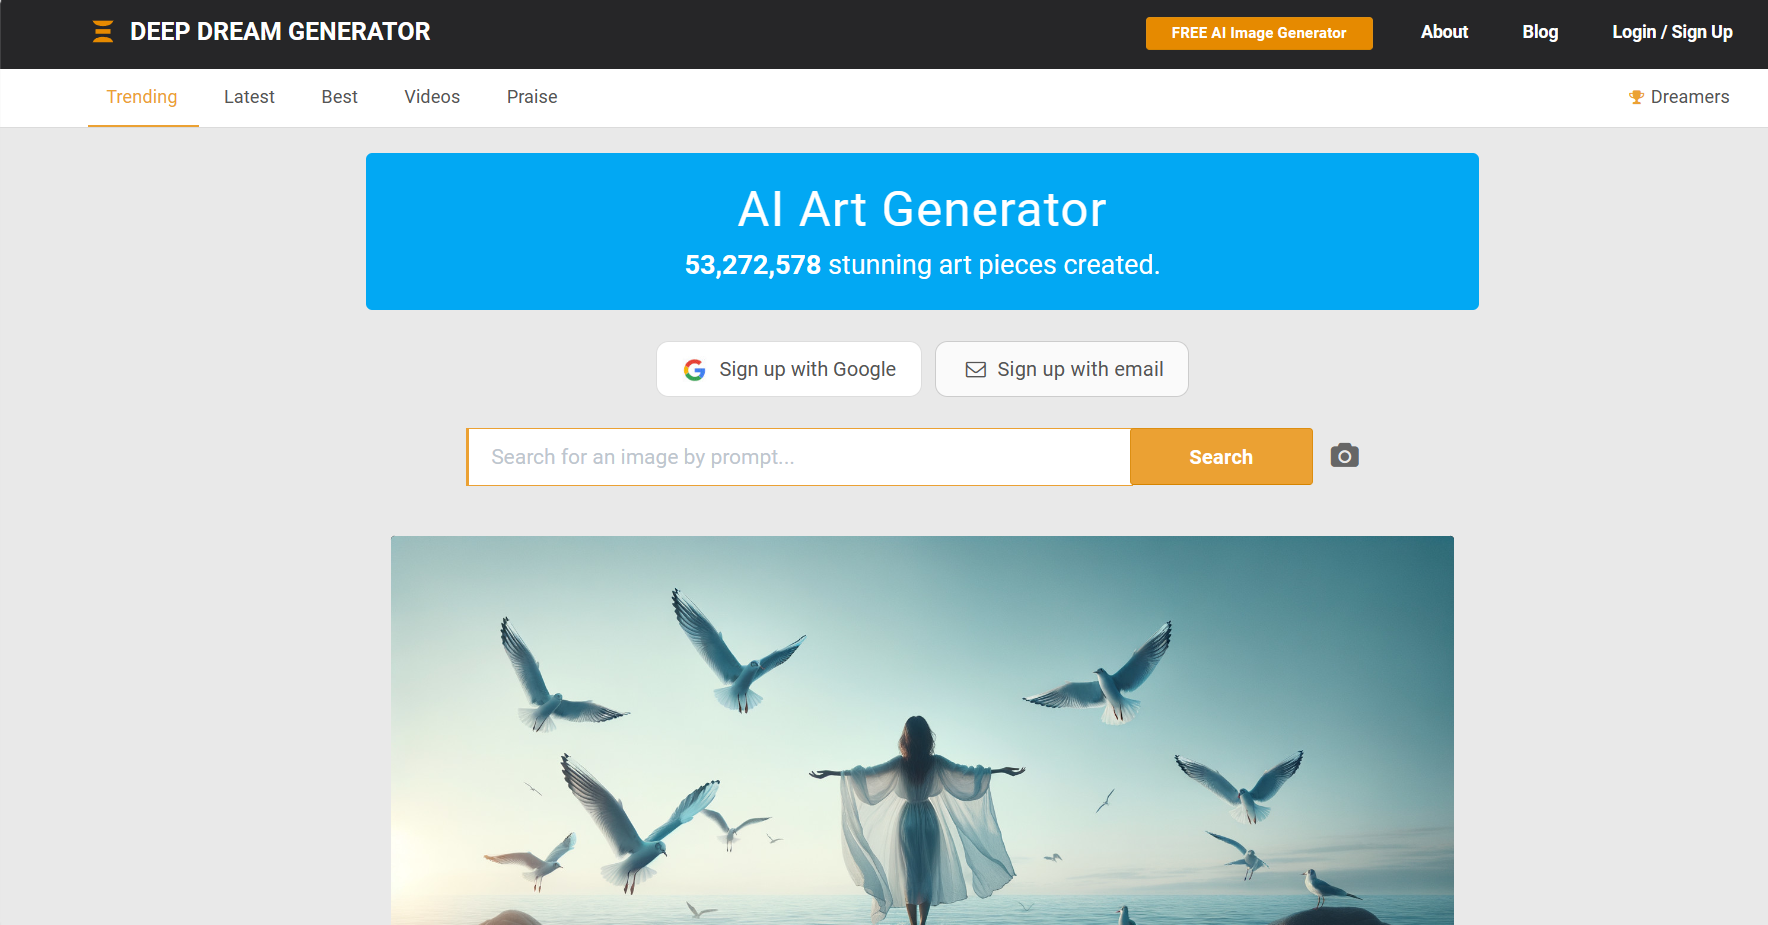 DEEP DREAM GENERATOR
FREE AI Image Generator
About
Blog
Login / Sign Up
Trending
Latest
Best
Videos
Praise
Dreamers
AI Art Generator
53,272,578 stunning art pieces created.
Sign up with Google
Sign up with email
Search for an image by prompt...
Search